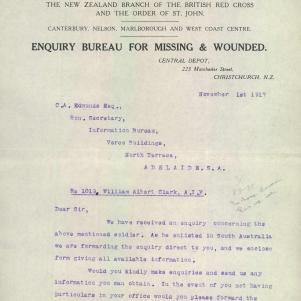 THE NEW ZEALAND BRANCH OF THE BRITISH RED CROSS
AND THE ORDER OF ST. JOHN.
CANTERBURY, NELSON, MARLBOROUGH AND WEST COAST CENTRE.
ENQUIRY BUREAU FOR MISSING & WOUNDED.
CENTRAL DEPOT,
225 Manchester Street,
CHRISTCHURCH, N.Z.
November 1st 1917
C.A. Edmunds Esq.,
Hon. Secretary,
Information Bureau,
Verco Buildings,
North Terrace,
ADELAIDE, S.A.
Re 1019, William Albert Clark, A.I.F.
Dear Sir,
We have received an enquiry concerning the
above mentioned soldier. As he enlisted in South Australia
we are forwarding the enquiry direct to you, and we enclose
form giving all available information.
Would you kindly make enquiries and send us any
information you can obtain. In the event of you not having
particulars in your office would you please forward the